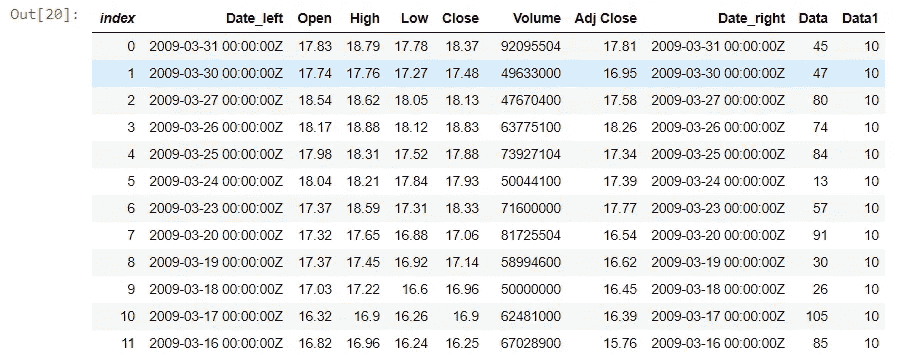 Out[20]:
index Date_left Open High Low Close Volume Adj Close Date_right Data Data1
0 2009-03-31 00:00:00Z 17.83 18.79 17.78 18.37 92095504 17.81 2009-03-31 00:00:00Z 45 10
1 2009-03-30 00:00:00Z 17.74 17.76 17.27 17.48 49633000 16.95 2009-03-30 00:00:00Z 47 10
2 2009-03-27 00:00:00Z 18.54 18.62 18.05 18.13 47670400 17.58 2009-03-27 00:00:00Z 80 10
3 2009-03-26 00:00:00Z 18.17 18.88 18.12 18.83 63775100 18.26 2009-03-26 00:00:00Z 74 10
4 2009-03-25 00:00:00Z 17.98 18.31 17.52 17.88 73927104 17.34 2009-03-25 00:00:00Z 84 10
5 2009-03-24 00:00:00Z 18.04 18.21 17.84 17.93 50044100 17.39 2009-03-24 00:00:00Z 13 10
6 2009-03-23 00:00:00Z 17.37 18.59 17.31 18.33 71600000 17.77 2009-03-23 00:00:00Z 57 10
7 2009-03-20 00:00:00Z 17.32 17.65 16.88 17.06 81725504 16.54 2009-03-20 00:00:00Z 91 10
8 2009-03-19 00:00:00Z 17.37 17.45 16.92 17.14 58994600 16.62 2009-03-19 00:00:00Z 30 10
9 2009-03-18 00:00:00Z 17.03 17.22 16.6 16.96 50000000 16.45 2009-03-18 00:00:00Z 26 10
10 2009-03-17 00:00:00Z 16.32 16.9 16.26 16.9 62481000 16.39 2009-03-17 00:00:00Z 105 10
11 2009-03-16 00:00:00Z 16.82 16.96 16.24 16.25 67028900 15.76 2009-03-16 00:00:00Z 85 10